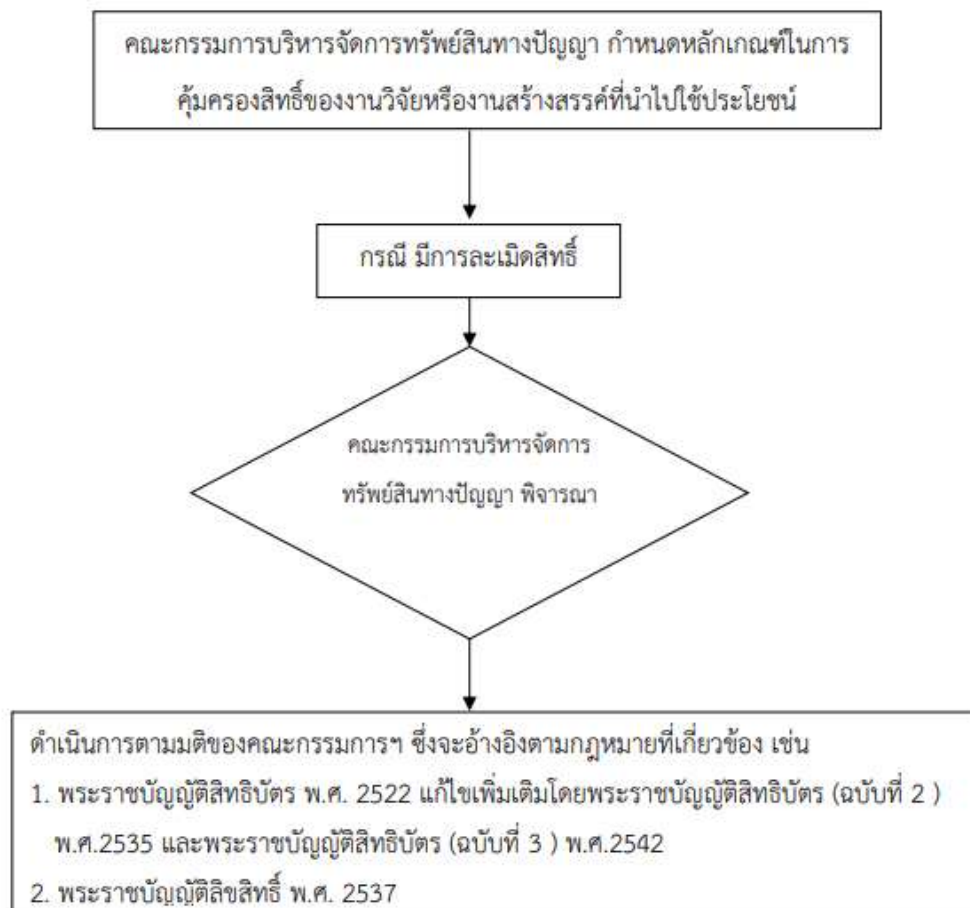 คณะกรรมการบริหารจัดการทรัพย์สินทางปัญญา กำหนดหลักเกณฑ์ในการ
คุ้มครองสิทธิ์ของงานวิจัยหรืองานสร้างสรรค์ที่นำไปใช้ประโยชน์
กรณี มีการละเมิดสิทธิ์
คณะกรรมการบริหารจัดการ
ทรัพย์สินทางปัญญา พิจารณา
ดำเนินการตามมติของคณะกรรมการฯ ซึ่งจะอ้างอิงตามกฎหมายที่เกี่ยวข้อง เช่น
1. พระราชบัญญัติสิทธิบัตร พ.ศ. 2522 แก้ไขเพิ่มเติมโดยพระราชบัญญัติสิทธิบัตร (ฉบับที่ 2 )
พ.ศ.2535 และพระราชบัญญัติสิทธิบัตร (ฉบับที่ 3 ) พ.ศ.2542
2. พระราชบัญญัติลิขสิทธิ์ พ.ศ. 2537